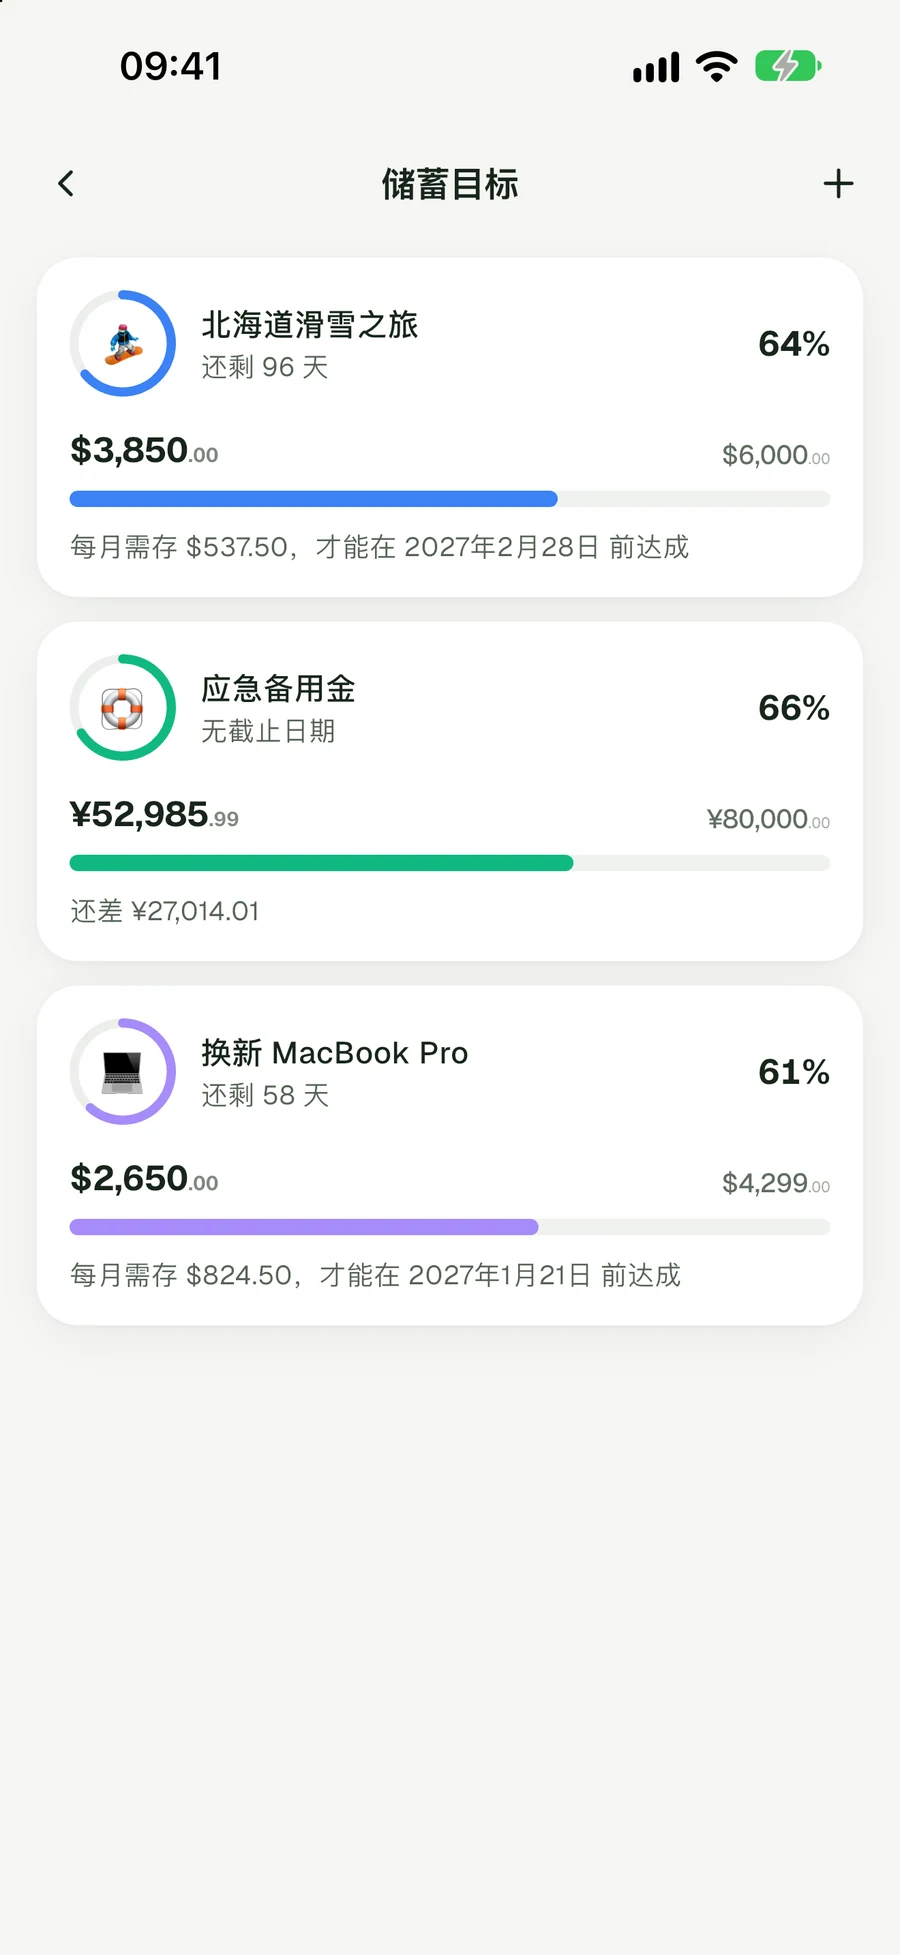 09:41
储蓄目标
北海道滑雪之旅
还剩 96 天
64%
$3,850.00
$6,000.00
每月需存 $537.50，才能在 2027年2月28日 前达成
应急备用金
无截止日期
66%
¥52,985.99
¥80,000.00
还差 ¥27,014.01
换新 MacBook Pro
还剩 58 天
61%
$2,650.00
$4,299.00
每月需存 $824.50，才能在 2027年1月21日 前达成